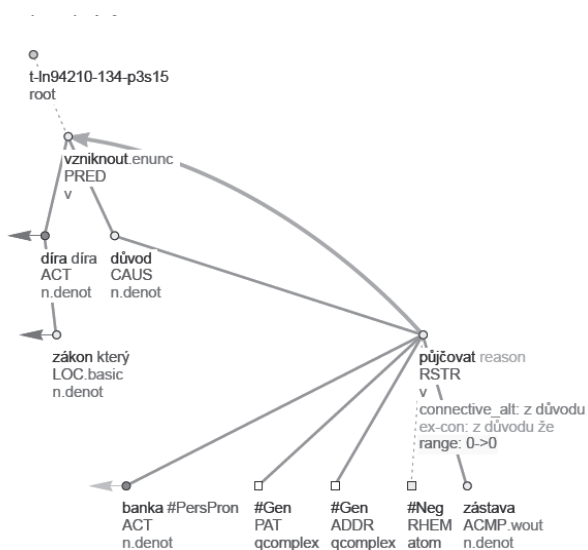 t-ln94210-134-p3s15
root
vzniknout.enunc
PRED
v
díra díra
ACT
n.denot
důvod
CAUS
n.denot
zákon který
LOC.basic
n.denot
půjčovat reason
RSTR
v
connective_alt: z důvodu
ex-con: z důvodu že
range: 0->0
banka #PersPron
ACT
n.denot
#Gen
PAT
qcomplex
#Gen
ADDR
qcomplex
#Neg
RHEM
atom
zástava
ACMP.wout
n.denot